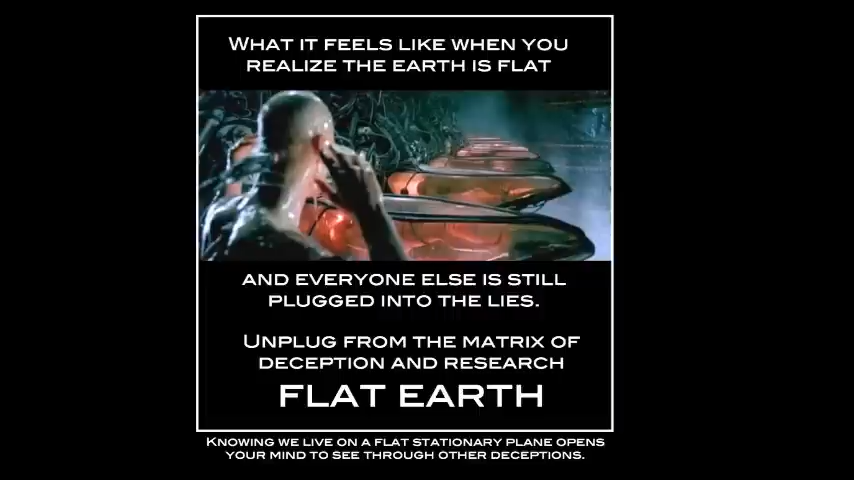 What it feels like when you
realize the earth is flat
and everyone else is still
plugged into the lies.
Unplug from the matrix of
deception and research
FLAT EARTH
Knowing we live on a flat stationary plane opens
your mind to see through other deceptions.